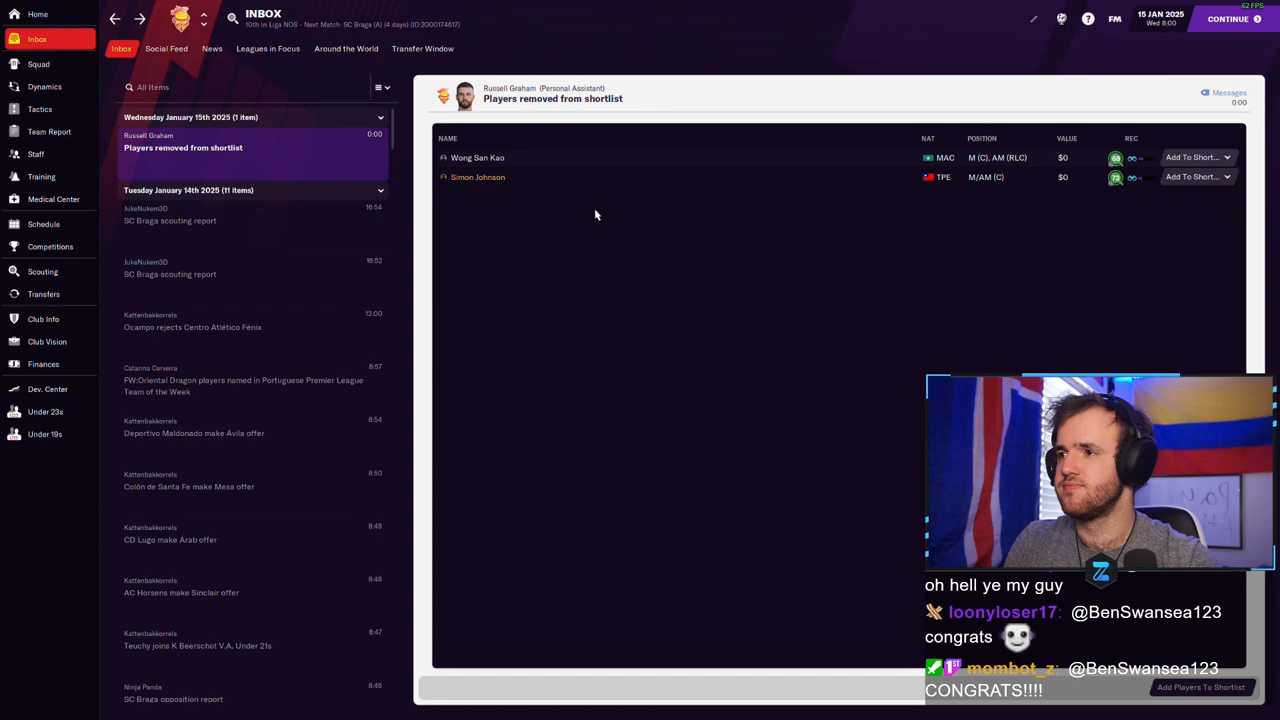 62 FPS
Home
Inbox
Squad
Dynamics
Tactics
Team Report
Staff
Training
Medical Center
Schedule
Competitions
Scouting
Transfers
Club Info
Club Vision
Finances
Dev. Center
Under 23s
Under 19s
INBOX
10th in Liga NOS - Next Match: SC Braga (A) (4 days) (ID:2000174617)
FM
15 JAN 2025
Wed 8:00
CONTINUE
Inbox Social Feed News Leagues in Focus Around the World Transfer Window
All Items
Wednesday January 15th 2025 (1 item)
Russell Graham 0:00
Players removed from shortlist
Tuesday January 14th 2025 (11 items)
JukeNukem3D 16:54
SC Braga scouting report
JukeNukem3D 16:52
SC Braga scouting report
Kattenbakkorrels 13:00
Ocampo rejects Centro Atlético Fénix
Catarina Cerveira 8:57
FW:Oriental Dragon players named in Portuguese Premier League
Team of the Week
Kattenbakkorrels 8:54
Deportivo Maldonado make Ávila offer
Kattenbakkorrels 8:50
Colón de Santa Fe make Mesa offer
Kattenbakkorrels 8:49
CD Lugo make Arab offer
Kattenbakkorrels 8:48
AC Horsens make Sinclair offer
Kattenbakkorrels 8:47
Teuchy joins K Beerschot V.A. Under 21s
Ninja Panda 8:46
SC Braga opposition report
Russell Graham (Personal Assistant)
Players removed from shortlist
Messages
0:00
NAME NAT POSITION VALUE REC
Wong San Kao MAC M (C), AM (RLC) $0 68 Add To Short...
Simon Johnson TPE M/AM (C) $0 73 Add To Short...
oh hell ye my guy
loonyloser17: @BenSwansea123
congrats
1st mombot_z: @BenSwansea123
CONGRATS!!!!
Add Players To Shortlist